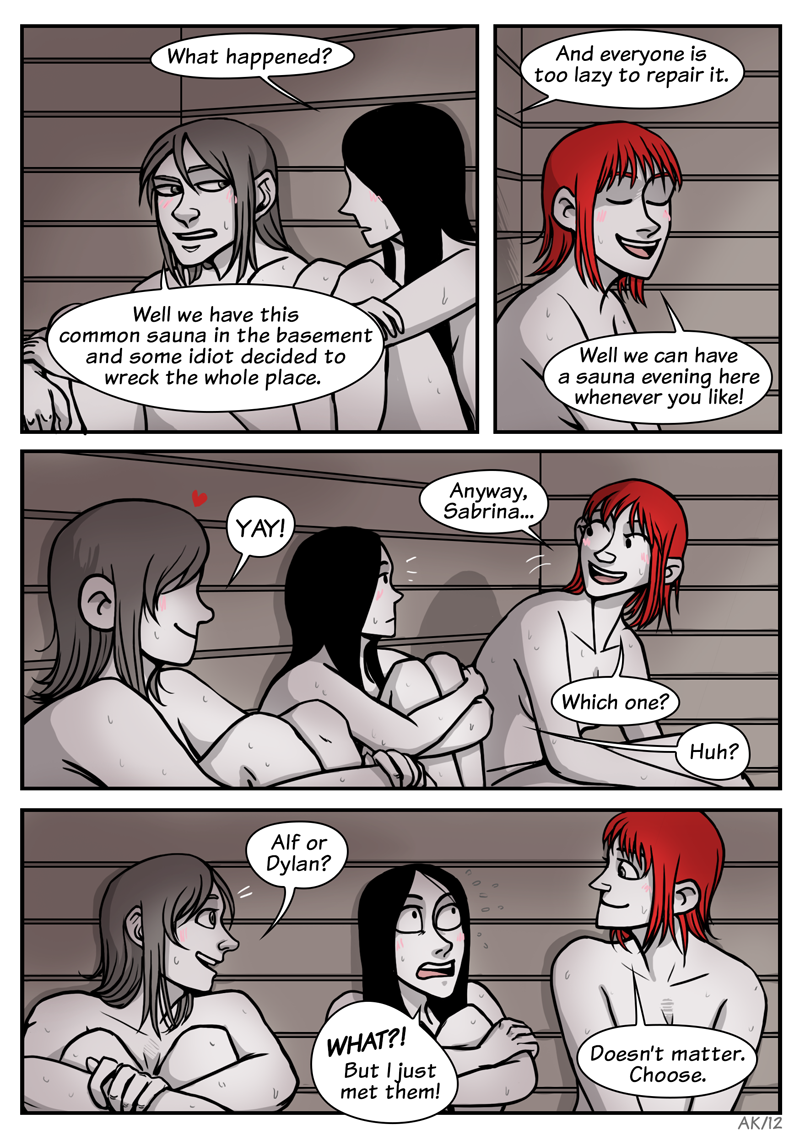 What happened?
Well we have this
common sauna in the basement
and some idiot decided to
wreck the whole place.
And everyone is
too lazy to repair it.
Well we can have
a sauna evening here
whenever you like!
YAY!
Anyway,
Sabrina...
Which one?
Huh?
Alf or
Dylan?
WHAT?!
But I just
met them!
Doesn't matter.
Choose.
AK/12